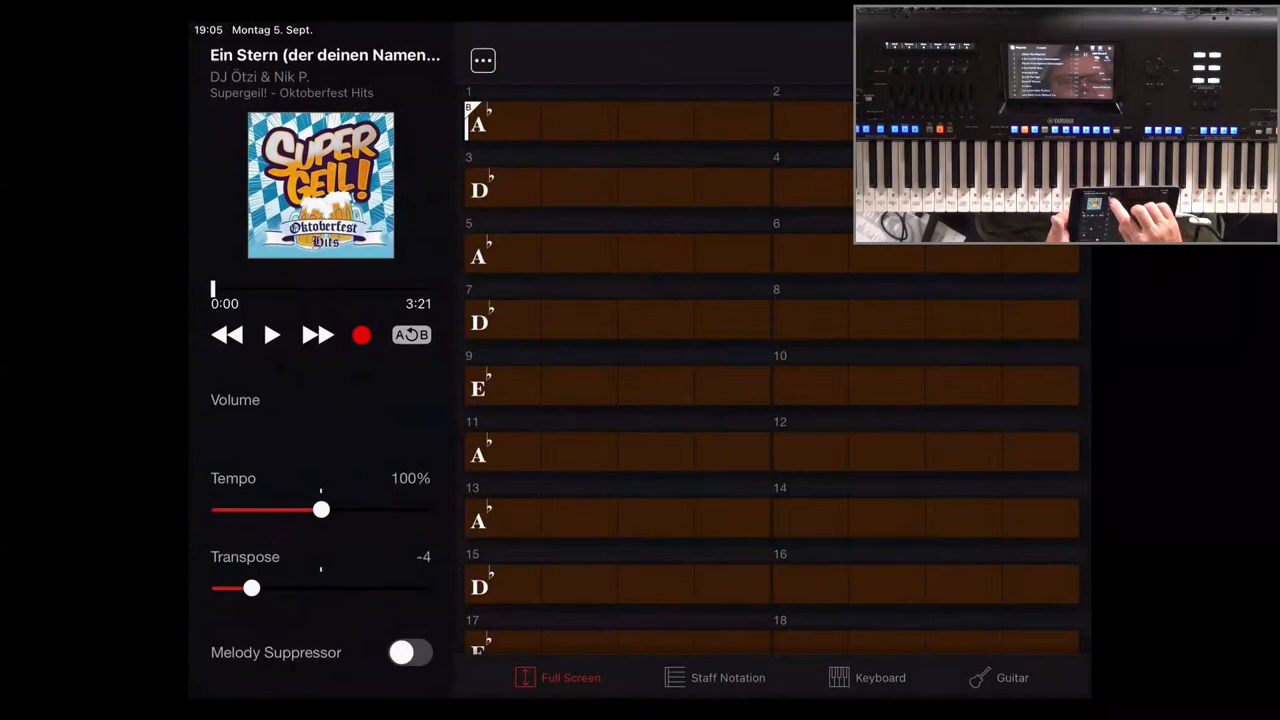 19:05 Montag 5. Sept.
Ein Stern (der deinen Namen...
DJ Ötzi & Nik P.
Supergeil! - Oktoberfest Hits
SUPER
GEIL!
Oktoberfest
Hits
0:00 3:21
A B
Volume
Tempo 100%
Transpose -4
Melody Suppressor
1 2
B
A♭
3 4
D♭
5 6
A♭
7 8
D♭
9 10
E♭
11 12
A♭
13 14
A♭
15 16
D♭
17 18
E♭
Full Screen Staff Notation Keyboard Guitar
YAMAHA